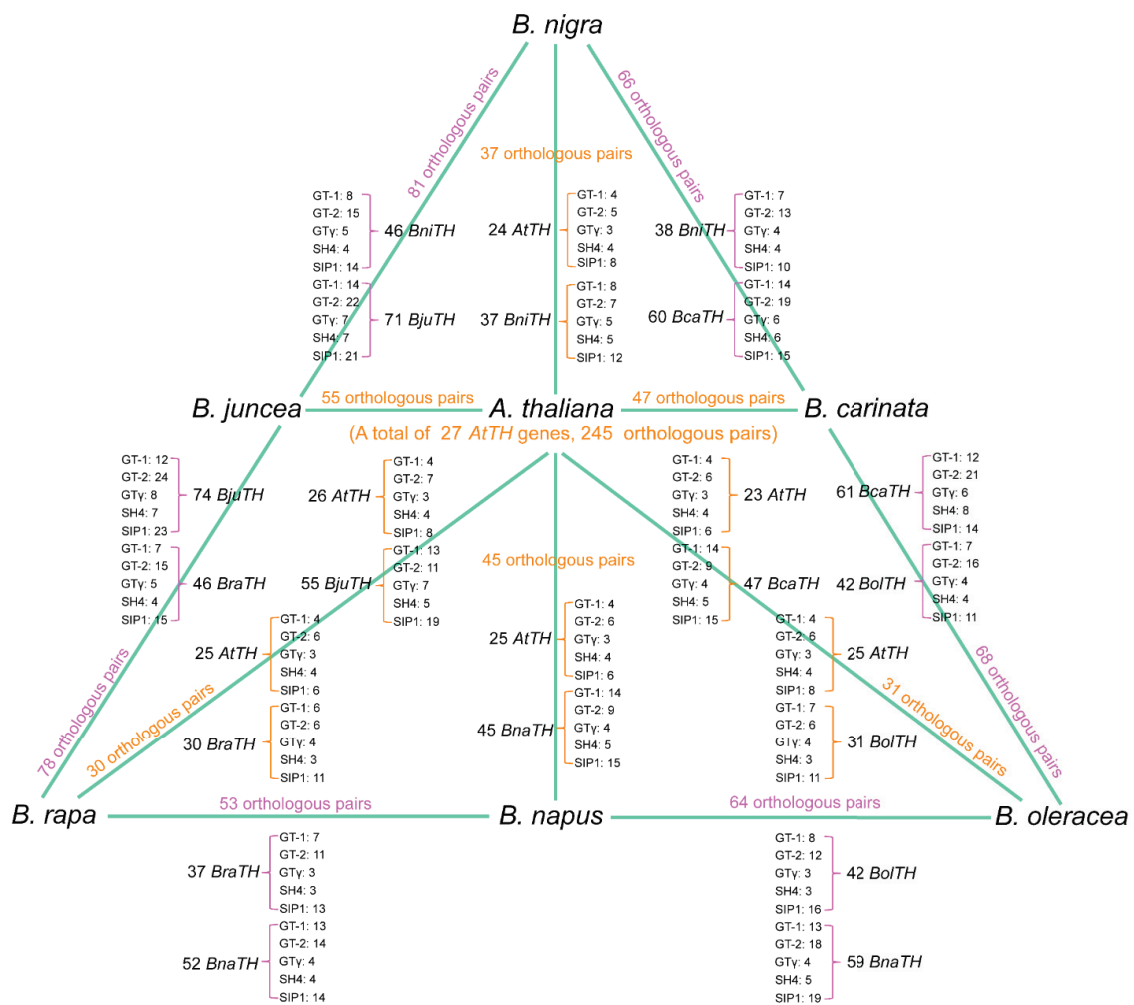 B. nigra
81 orthologous pairs
37 orthologous pairs
66 orthologous pairs
GT-1: 8
GT-2: 15
GTγ: 5
SH4: 4
SIP1: 14
46 BniTH
GT-1: 14
GT-2: 22
GTγ: 7
SH4: 7
SIP1: 21
71 BjuTH
24 AtTH
GT-1: 4
GT-2: 5
GTγ: 3
SH4: 4
SIP1: 8
37 BniTH
GT-1: 8
GT-2: 7
GTγ: 5
SH4: 5
SIP1: 12
38 BniTH
GT-1: 7
GT-2: 13
GTγ: 4
SH4: 4
SIP1: 10
60 BcaTH
GT-1: 14
GT-2: 19
GTγ: 6
SH4: 6
SIP1: 15
B. juncea
55 orthologous pairs
A. thaliana
47 orthologous pairs
B. carinata
(A total of 27 AtTH genes, 245 orthologous pairs)
GT-1: 12
GT-2: 24
GTγ: 8
SH4: 7
SIP1: 23
74 BjuTH
GT-1: 7
GT-2: 15
GTγ: 5
SH4: 4
SIP1: 15
46 BraTH
26 AtTH
GT-1: 4
GT-2: 7
GTγ: 3
SH4: 4
SIP1: 8
55 BjuTH
GT-1: 13
GT-2: 11
GTγ: 7
SH4: 5
SIP1: 19
GT-1: 4
GT-2: 6
GTγ: 3
SH4: 4
SIP1: 6
23 AtTH
GT-1: 14
GT-2: 9
GTγ: 4
SH4: 5
SIP1: 15
47 BcaTH
61 BcaTH
GT-1: 12
GT-2: 21
GTγ: 6
SH4: 8
SIP1: 14
42 BolTH
GT-1: 7
GT-2: 16
GTγ: 4
SH4: 4
SIP1: 11
45 orthologous pairs
25 AtTH
GT-1: 4
GT-2: 6
GTγ: 3
SH4: 4
SIP1: 6
30 BraTH
GT-1: 6
GT-2: 6
GTγ: 4
SH4: 3
SIP1: 11
25 AtTH
GT-1: 4
GT-2: 6
GTγ: 3
SH4: 4
SIP1: 6
45 BnaTH
GT-1: 14
GT-2: 9
GTγ: 4
SH4: 5
SIP1: 15
GT-1: 4
GT-2: 6
GTγ: 3
SH4: 4
SIP1: 8
25 AtTH
GT-1: 7
GT-2: 6
GTγ: 4
SH4: 3
SIP1: 11
31 BolTH
78 orthologous pairs
30 orthologous pairs
31 orthologous pairs
68 orthologous pairs
B. rapa
53 orthologous pairs
B. napus
64 orthologous pairs
B. oleracea
37 BraTH
GT-1: 7
GT-2: 11
GTγ: 3
SH4: 3
SIP1: 13
52 BnaTH
GT-1: 13
GT-2: 14
GTγ: 4
SH4: 4
SIP1: 14
GT-1: 8
GT-2: 12
GTγ: 3
SH4: 3
SIP1: 16
42 BolTH
GT-1: 13
GT-2: 18
GTγ: 4
SH4: 5
SIP1: 19
59 BnaTH